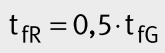 t_fR = 0,5 · t_fG